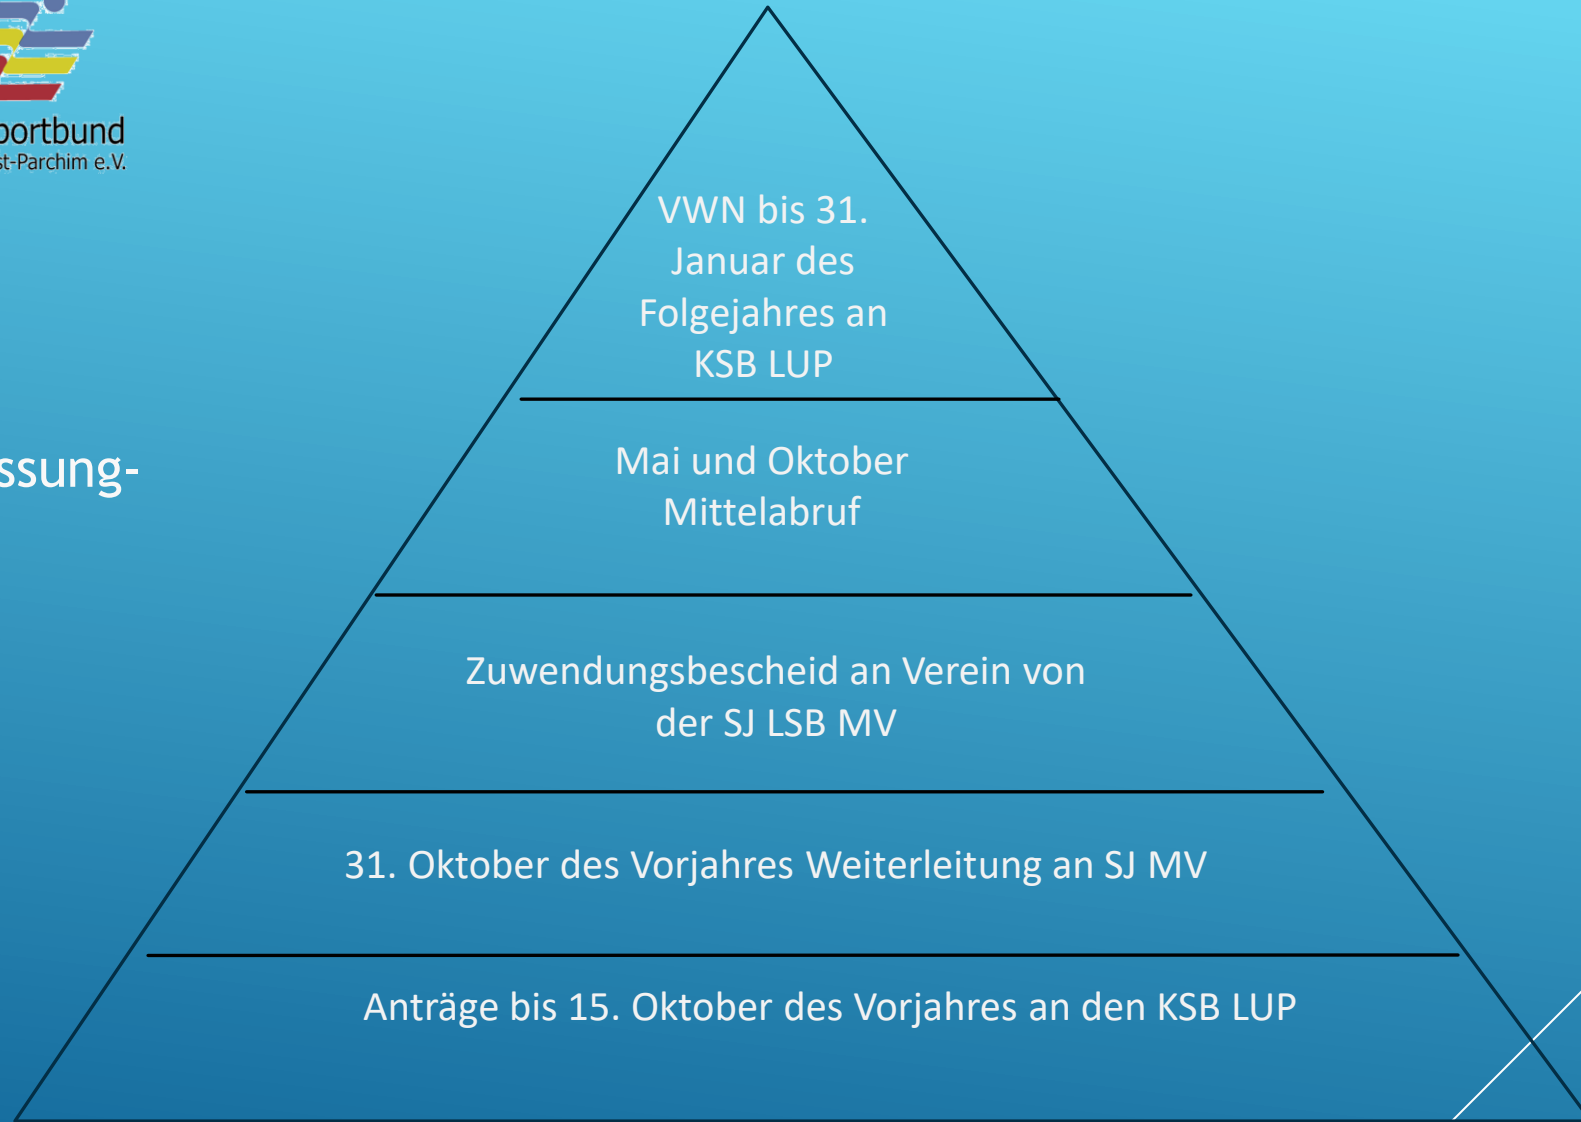 portbund
st-Parchim e.V.
ssung-
VWN bis 31.
Januar des
Folgejahres an
KSB LUP
Mai und Oktober
Mittelabruf
Zuwendungsbescheid an Verein von
der SJ LSB MV
31. Oktober des Vorjahres Weiterleitung an SJ MV
Anträge bis 15. Oktober des Vorjahres an den KSB LUP